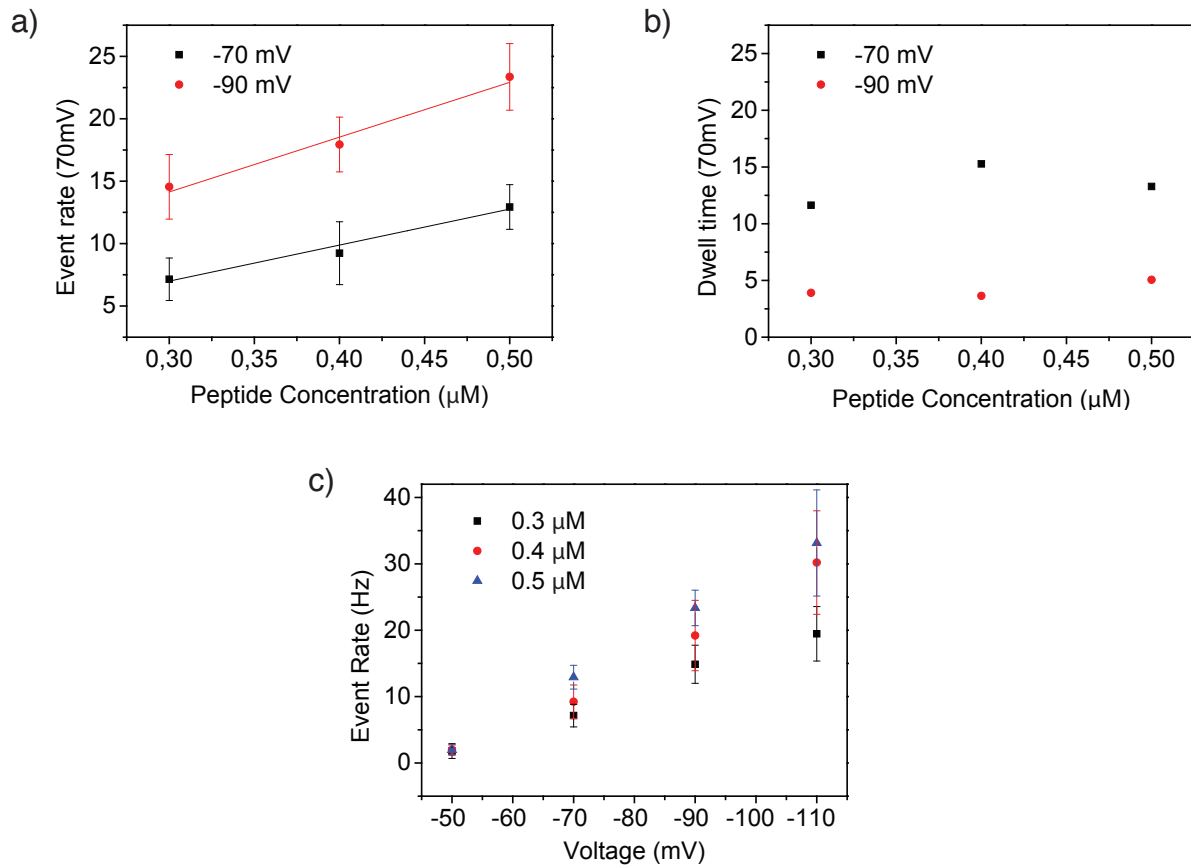 a)
-70 mV
-90 mV
Event rate (70mV)
25
20
15
10
5
0,30 0,35 0,40 0,45 0,50
Peptide Concentration (µM)
b)
-70 mV
-90 mV
Dwell time (70mV)
25
20
15
10
5
0
0,30 0,35 0,40 0,45 0,50
Peptide Concentration (µM)
c)
0.3 µM
0.4 µM
0.5 µM
Event Rate (Hz)
40
30
20
10
0
-50 -60 -70 -80 -90 -100 -110
Voltage (mV)